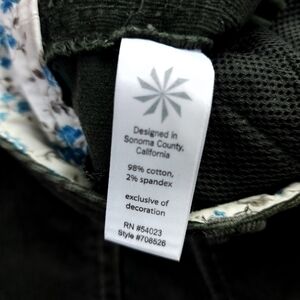 Designed in
Sonoma County,
California
98% cotton,
2% spandex
exclusive of
decoration
RN #54023
Style #708526